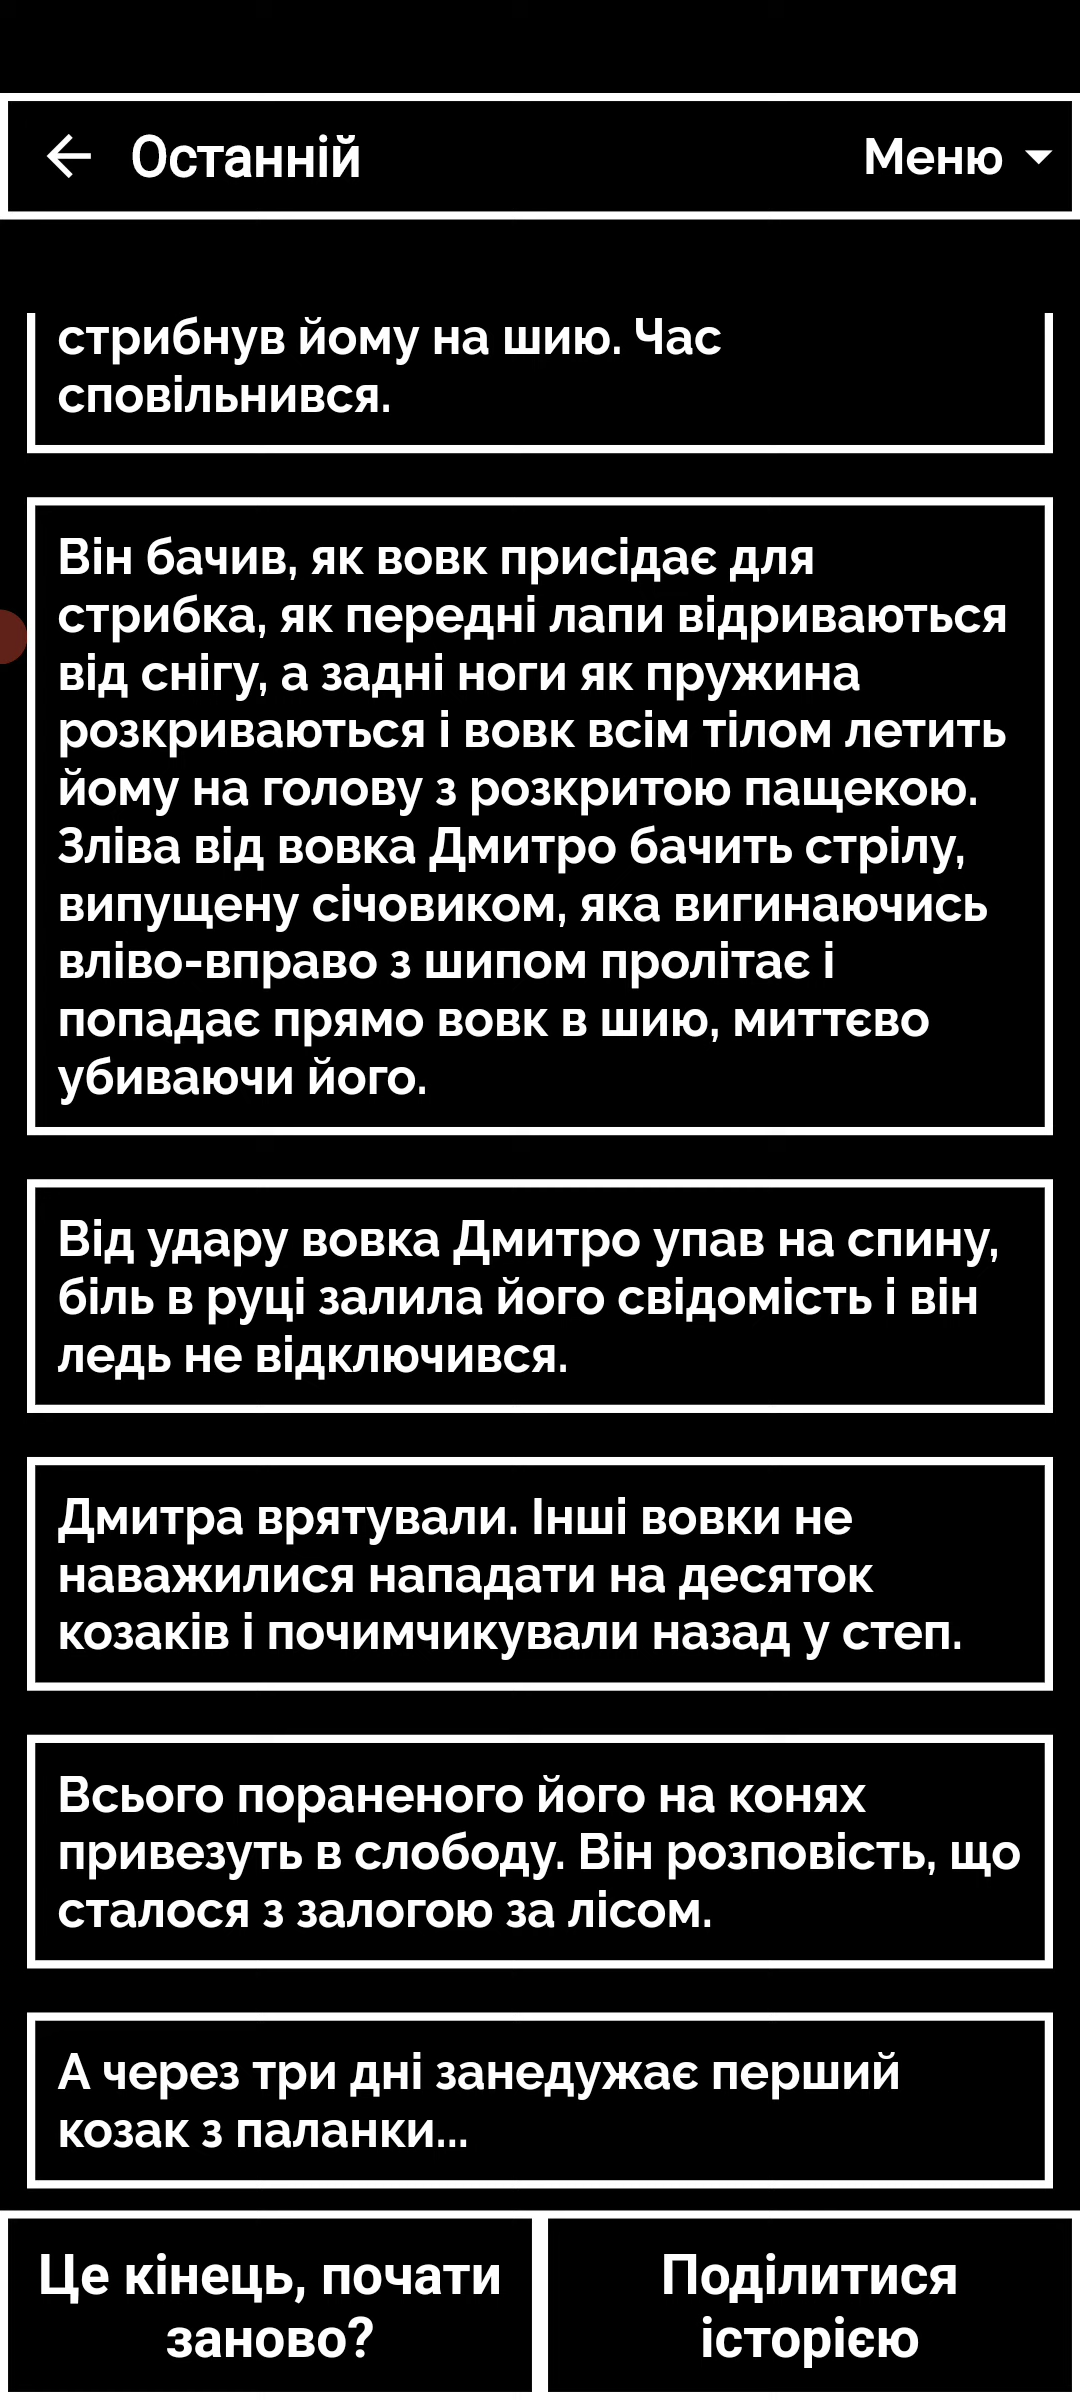 Останній
Меню
стрибнув йому на шию. Час
сповільнився.
Він бачив, як вовк присідає для
стрибка, як передні лапи відриваються
від снігу, а задні ноги як пружина
розкриваються і вовк всім тілом летить
йому на голову з розкритою пащекою.
Зліва від вовка Дмитро бачить стрілу,
випущену січовиком, яка вигинаючись
вліво-вправо з шипом пролітає і
попадає прямо вовк в шию, миттєво
убиваючи його.
Від удару вовка Дмитро упав на спину,
біль в руці залила його свідомість і він
ледь не відключився.
Дмитра врятували. Інші вовки не
наважилися нападати на десяток
козаків і почимчикували назад у степ.
Всього пораненого його на конях
привезуть в слободу. Він розповість, що
сталося з залогою за лісом.
А через три дні занедужає перший
козак з паланки...
Це кінець, почати
заново?
Поділитися
історією